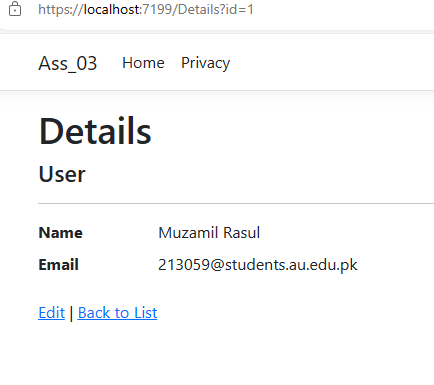 https://localhost:7199/Details?id=1
Ass_03 Home Privacy
Details
User
Name Muzamil Rasul
Email 213059@students.au.edu.pk
Edit | Back to List